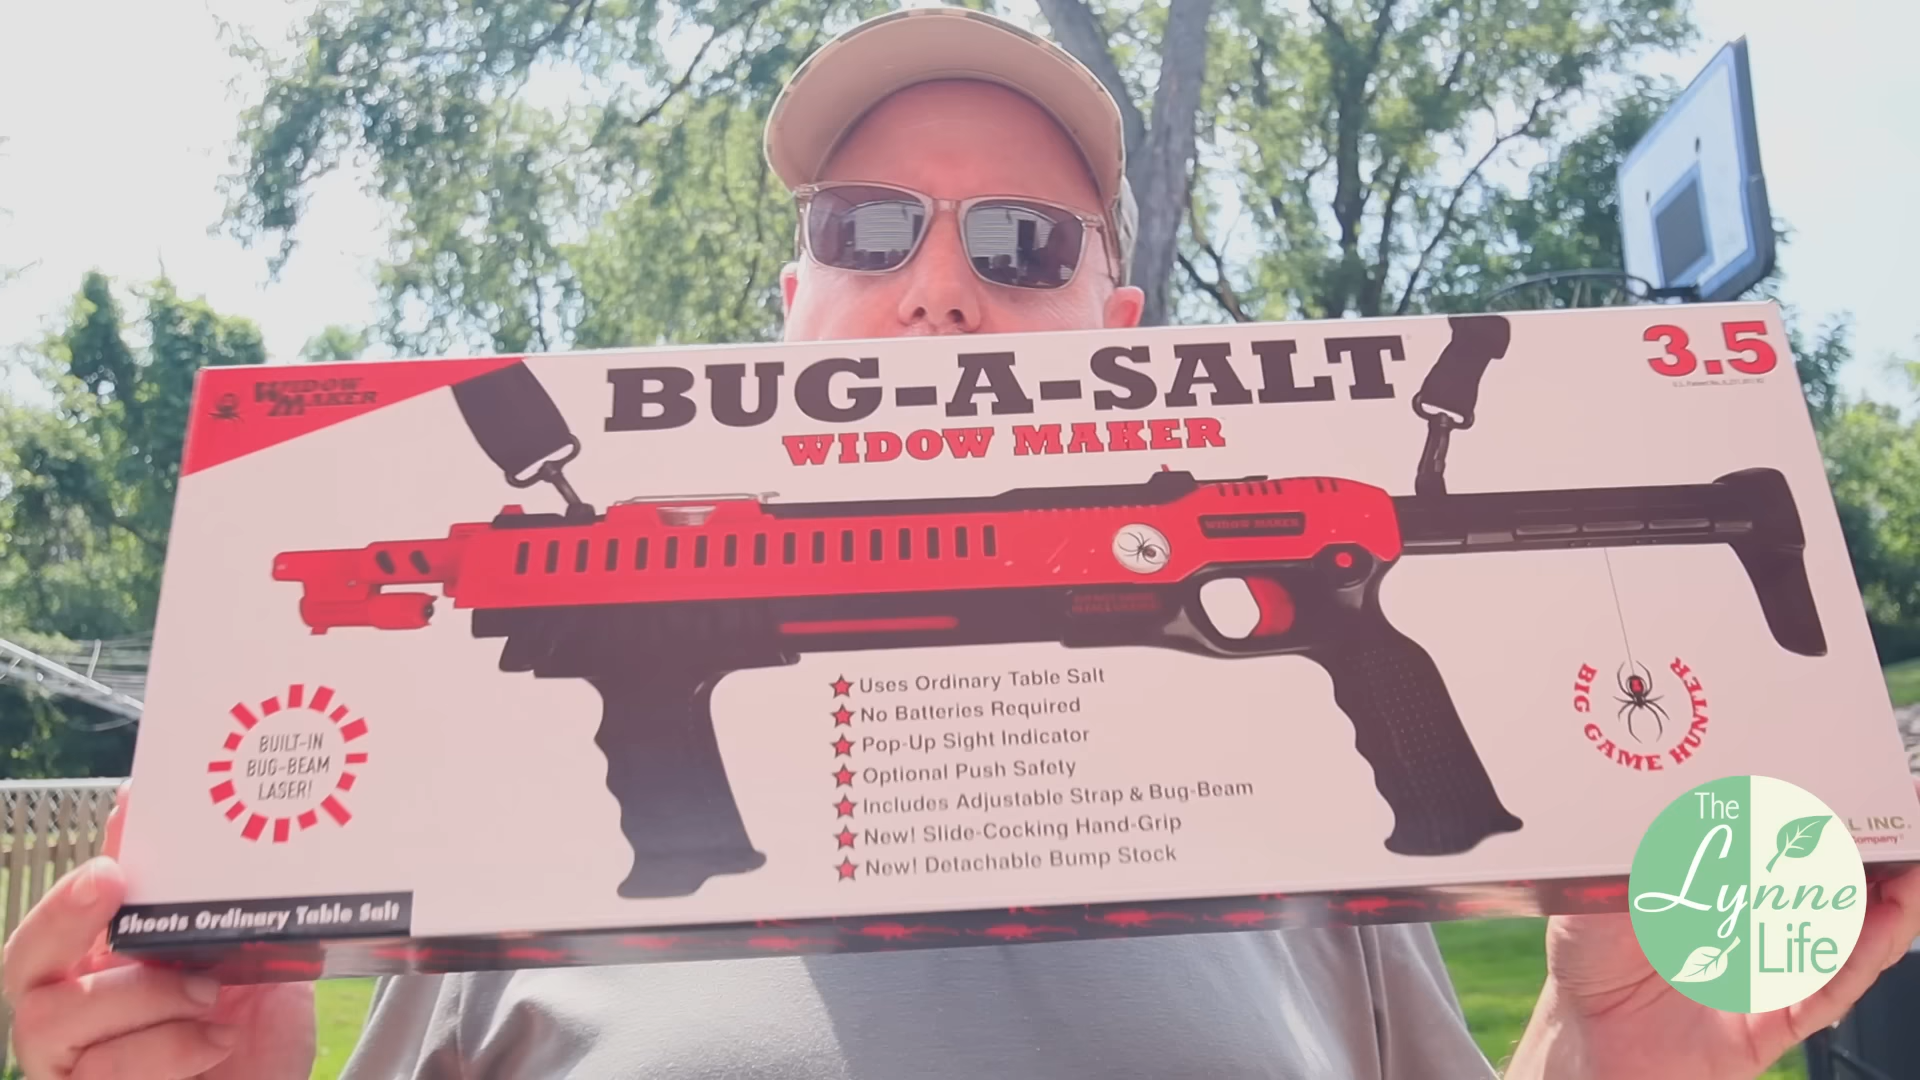 WIDOW
MAKER
BUG-A-SALT
WIDOW MAKER
3.5
WIDOW MAKER
BUILT-IN
BUG-BEAM
LASER!
Uses Ordinary Table Salt
No Batteries Required
Pop-Up Sight Indicator
Optional Push Safety
Includes Adjustable Strap & Bug-Beam
New! Slide-Cocking Hand-Grip
New! Detachable Bump Stock
BIG GAME HUNTER
Shoots Ordinary Table Salt
L INC.
Company
The
Lynne
Life